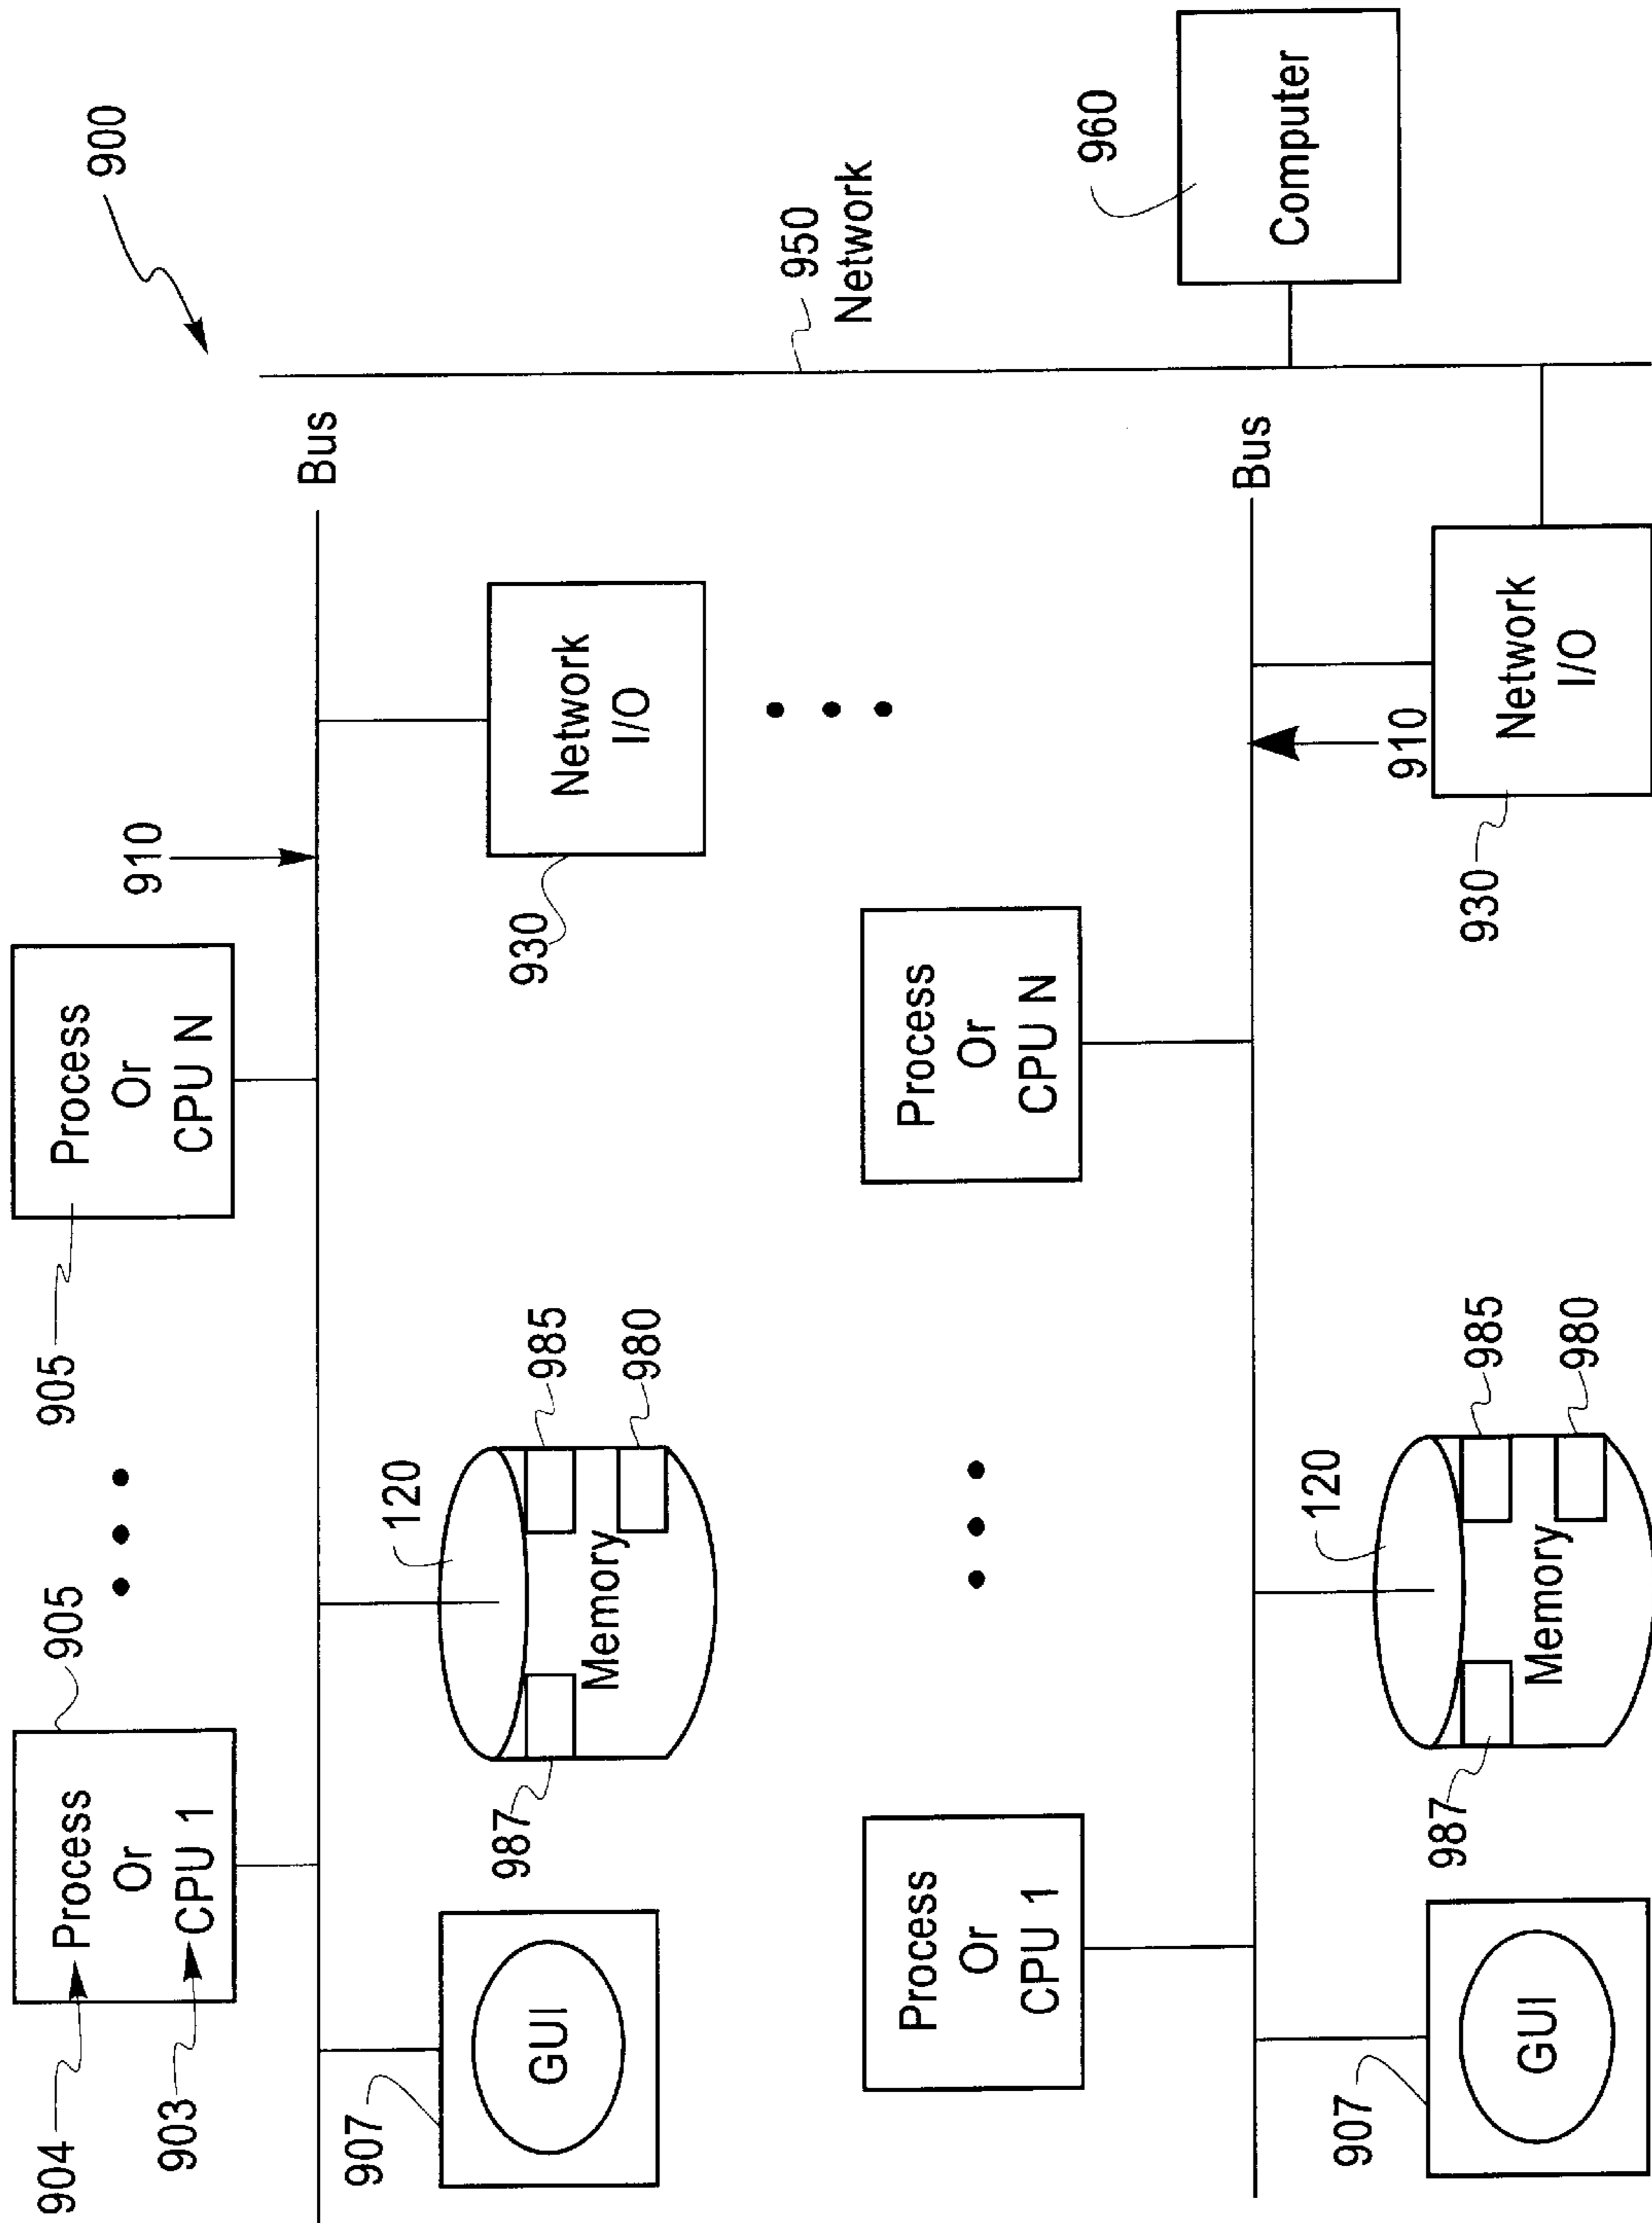 904
Process
Or
CPU 1
903
905
905
Process
Or
CPU N
910
900
Bus
907
GUI
987
Memory
120
985
980
930
Network
I/O
950
Network
Process
Or
CPU 1
Process
Or
CPU N
960
Computer
Bus
907
GUI
987
Memory
120
985
980
910
930
Network
I/O